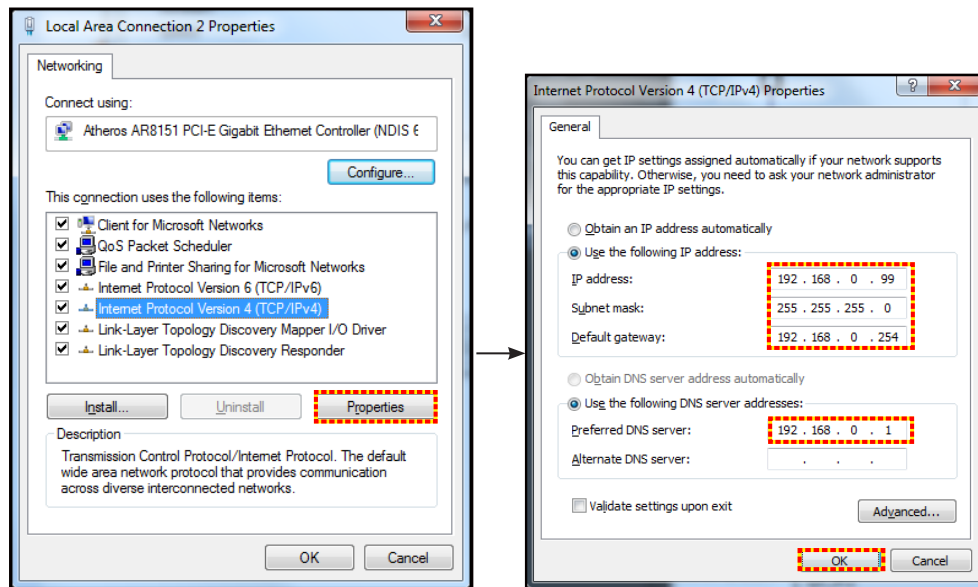 Local Area Connection 2 Properties
Networking
Connect using:
Atheros AR8151 PCI-E Gigabit Ethernet Controller (NDIS 6
Configure...
This connection uses the following items:
Client for Microsoft Networks
QoS Packet Scheduler
File and Printer Sharing for Microsoft Networks
Internet Protocol Version 6 (TCP/IPv6)
Internet Protocol Version 4 (TCP/IPv4)
Link-Layer Topology Discovery Mapper I/O Driver
Link-Layer Topology Discovery Responder
Install...
Uninstall
Properties
Description
Transmission Control Protocol/Internet Protocol. The default
wide area network protocol that provides communication
across diverse interconnected networks.
OK
Cancel
Internet Protocol Version 4 (TCP/IPv4) Properties
General
You can get IP settings assigned automatically if your network supports
this capability. Otherwise, you need to ask your network administrator
for the appropriate IP settings.
Obtain an IP address automatically
Use the following IP address:
IP address: 192 . 168 . 0 . 99
Subnet mask: 255 . 255 . 255 . 0
Default gateway: 192 . 168 . 0 . 254
Obtain DNS server address automatically
Use the following DNS server addresses:
Preferred DNS server: 192 . 168 . 0 . 1
Alternate DNS server: . . .
Validate settings upon exit
Advanced...
OK
Cancel